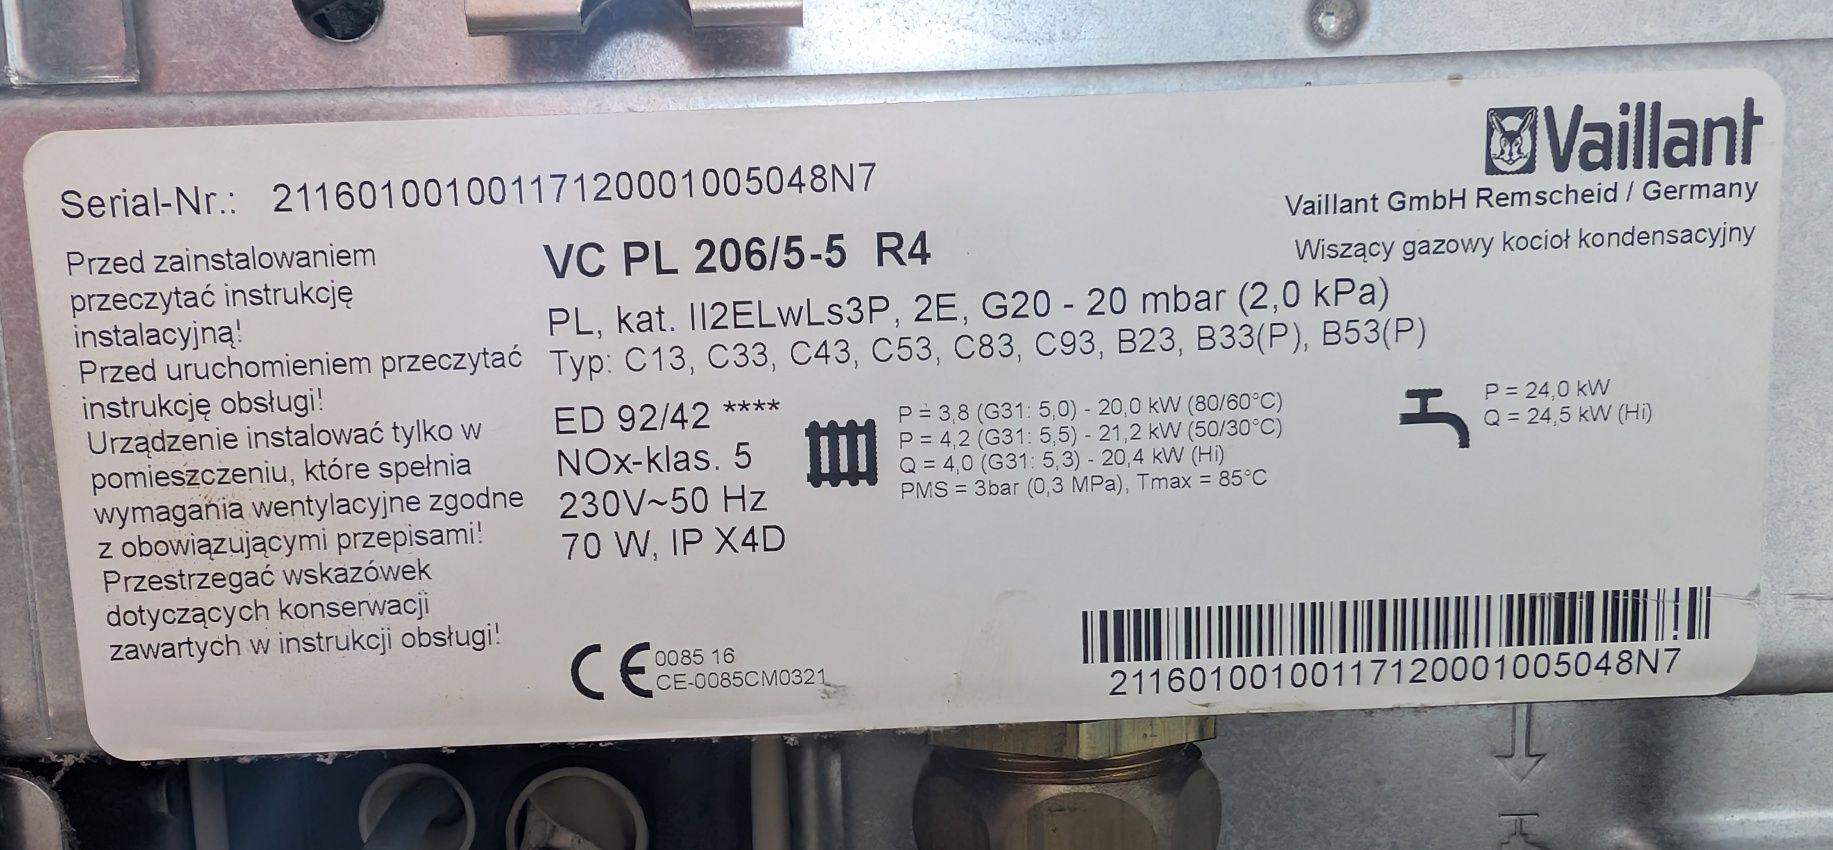 Vaillant
Serial-Nr.: 21160100100117120001005048N7
Vaillant GmbH Remscheid / Germany
Wiszący gazowy kocioł kondensacyjny
Przed zainstalowaniem
przeczytać instrukcję
instalacyjną!
Przed uruchomieniem przeczytać
instrukcję obsługi!
Urządzenie instalować tylko w
pomieszczeniu, które spełnia
wymagania wentylacyjne zgodne
z obowiązującymi przepisami!
Przestrzegać wskazówek
dotyczących konserwacji
zawartych w instrukcji obsługi!
VC PL 206/5-5 R4
PL, kat. II2ELwLs3P, 2E, G20 - 20 mbar (2,0 kPa)
Typ: C13, C33, C43, C53, C83, C93, B23, B33(P), B53(P)
ED 92/42 ****
NOx-klas. 5
230V~50 Hz
70 W, IP X4D
P = 3,8 (G31: 5,0) - 20,0 kW (80/60°C)
P = 4,2 (G31: 5,5) - 21,2 kW (50/30°C)
Q = 4,0 (G31: 5,3) - 20,4 kW (Hi)
PMS = 3bar (0,3 MPa), Tmax = 85°C
P = 24,0 kW
Q = 24,5 kW (Hi)
CE 0085 16
CE-0085CM0321
21160100100117120001005048N7